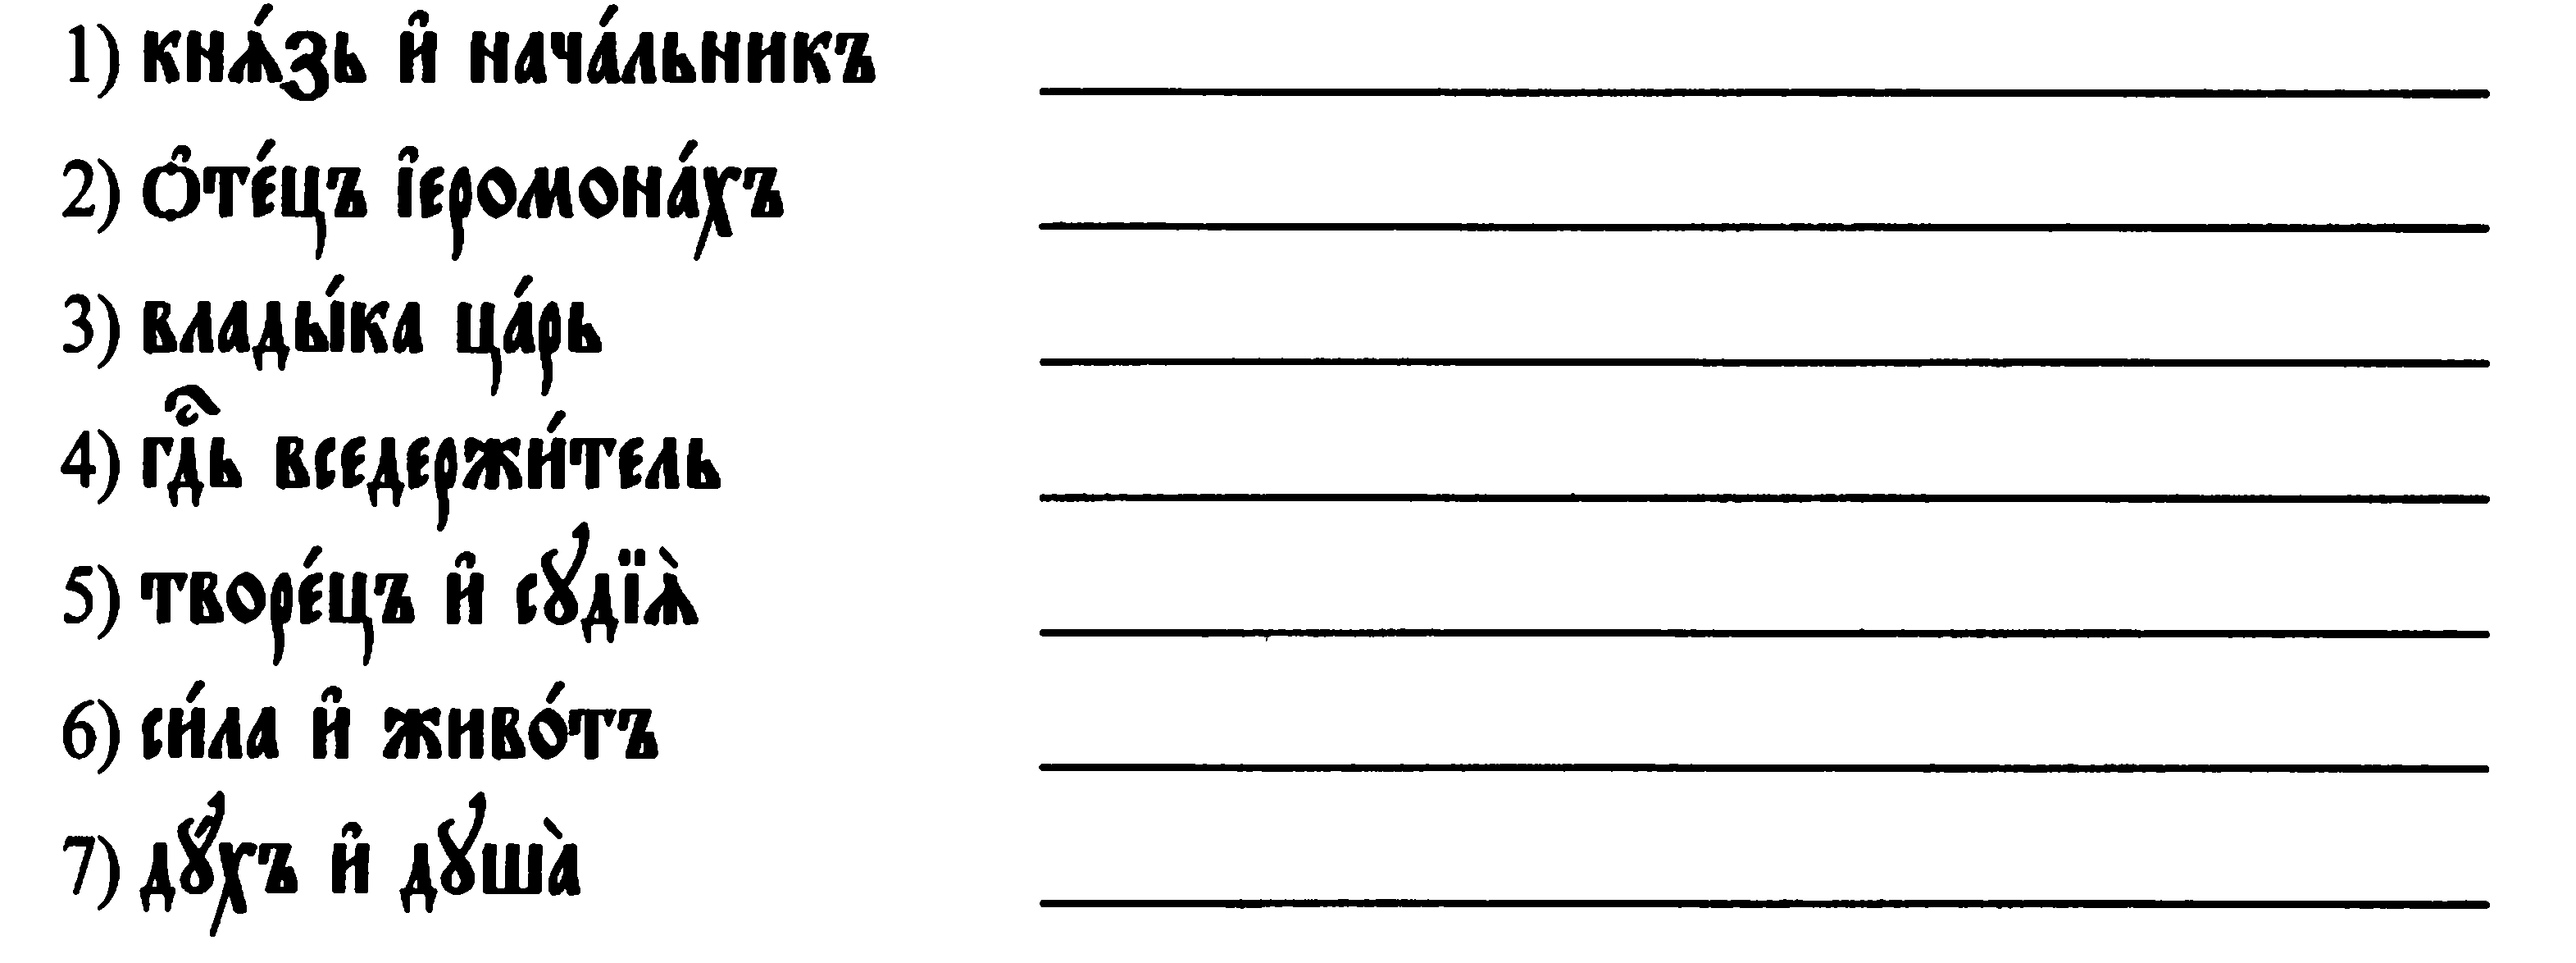 1) кнѧ́зь и҆ нача́льникъ
2) Ѻ҆те́цъ і҆еромона́хъ
3) влады́ка ца́рь
4) гдⷭ҇ь вседержи́тель
5) творе́цъ и҆ сꙋдїѧ̀
6) си́ла и҆ живо́тъ
7) дꙋ́хъ и҆ дꙋша̀